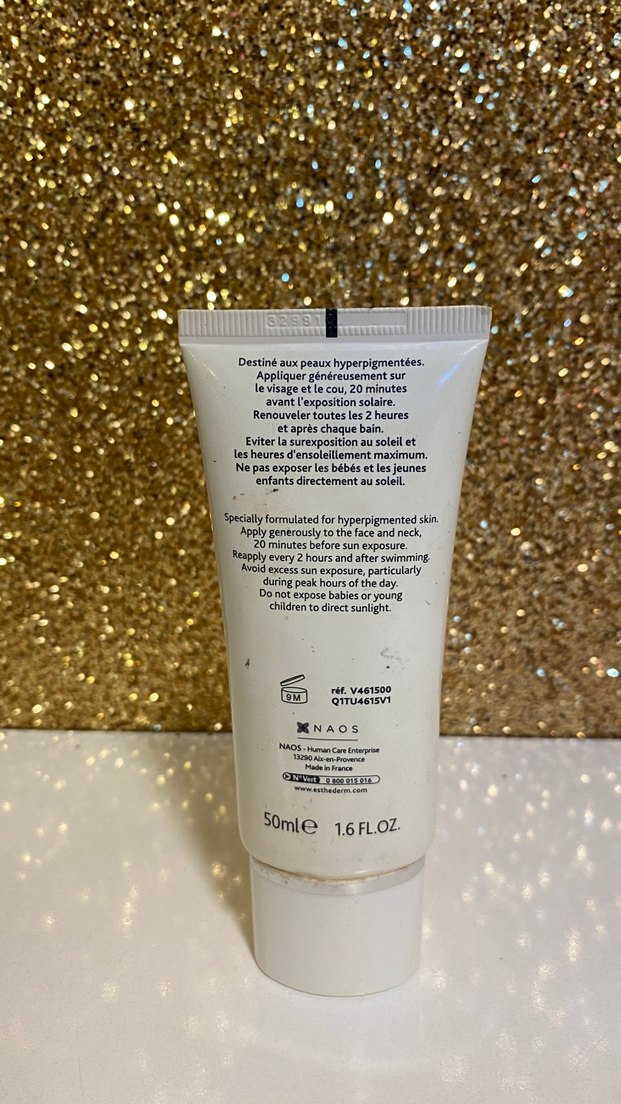 Destiné aux peaux hyperpigmentées.
Appliquer généreusement sur
le visage et le cou, 20 minutes
avant l'exposition solaire.
Renouveler toutes les 2 heures
et après chaque bain.
Eviter la surexposition au soleil et
les heures d'ensoleillement maximum.
Ne pas exposer les bébés et les jeunes
enfants directement au soleil.
Specially formulated for hyperpigmented skin.
Apply generously to the face and neck,
20 minutes before sun exposure.
Reapply every 2 hours and after swimming.
Avoid excess sun exposure, particularly
during peak hours of the day.
Do not expose babies or young
children to direct sunlight.
9M
réf. V461500
Q1TU4615V1
NAOS
NAOS - Human Care Enterprise
13290 Aix-en-Provence
Made in France
N°Vert 0 800 015 016
www.esthederm.com
50ml℮ 1.6 FL.OZ.